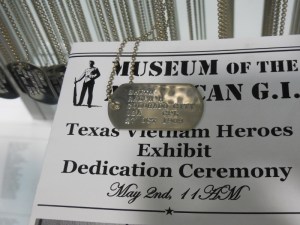 MUSEUM OF THE
CAN G.I.
Texas Vietnam Heroes
Exhibit
Dedication Ceremony
May 2nd, 11AM